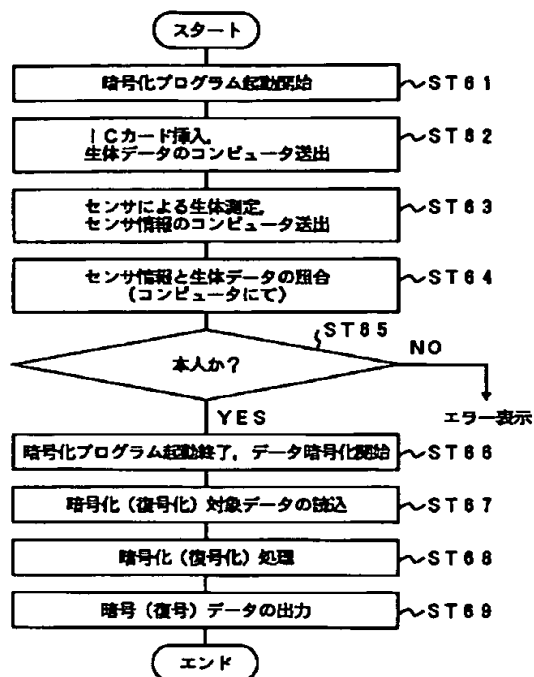 スタート
暗号化プログラム起動開始 ST61
ICカード挿入,
生体データのコンピュータ送出 ST62
センサによる生体測定,
センサ情報のコンピュータ送出 ST63
センサ情報と生体データの照合
(コンピュータにて) ST64
ST65
本人か?
NO
YES
エラー表示
暗号化プログラム起動終了,データ暗号化開始 ST66
暗号化(復号化)対象データの読込 ST67
暗号化(復号化)処理 ST68
暗号(復号)データの出力 ST69
エンド